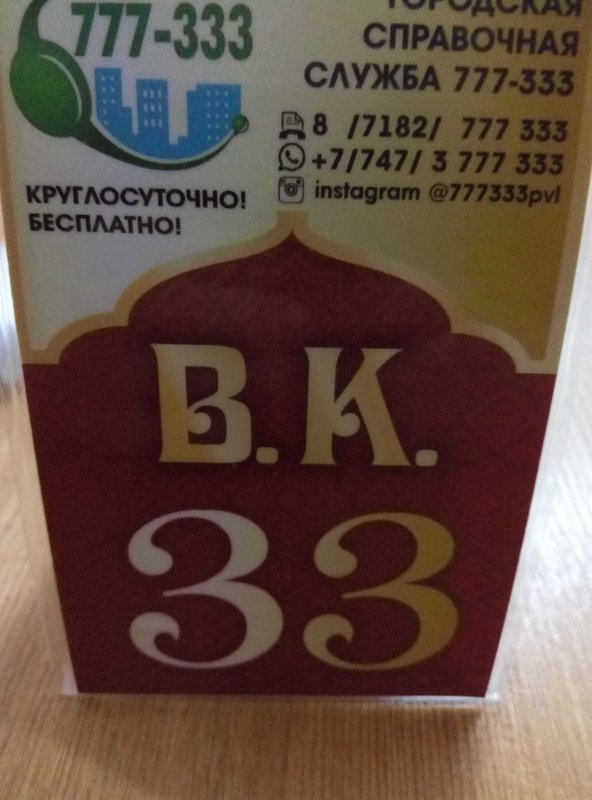 777-333
ГОРОДСКАЯ
СПРАВОЧНАЯ
СЛУЖБА 777-333
8 /7182/ 777 333
+7/747/ 3 777 333
instagram @777333pvl
КРУГЛОСУТОЧНО!
БЕСПЛАТНО!
В.К.
33